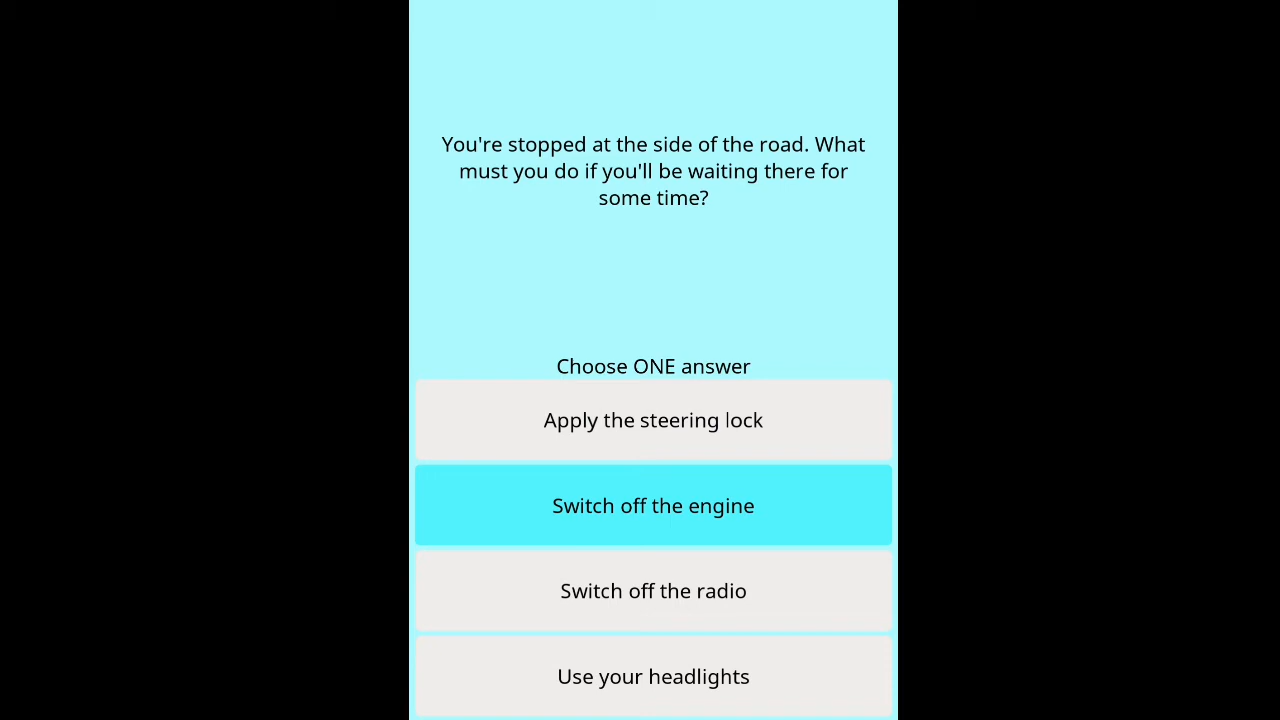 You're stopped at the side of the road. What
must you do if you'll be waiting there for
some time?
Choose ONE answer
Apply the steering lock
Switch off the engine
Switch off the radio
Use your headlights